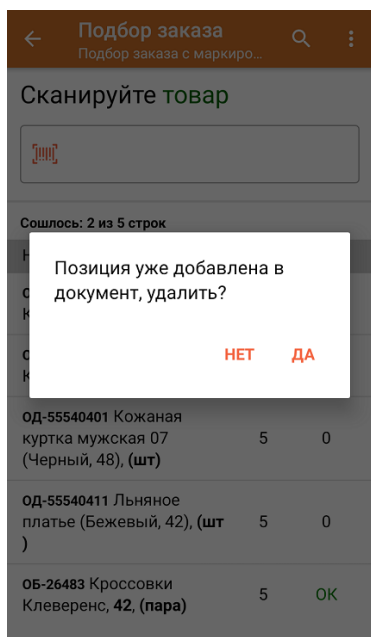 Подбор заказа
Подбор заказа с маркиро...
Сканируйте товар
Сошлось: 2 из 5 строк
Позиция уже добавлена в
документ, удалить?
НЕТ ДА
ОД-55540401 Кожаная
куртка мужская 07
(Черный, 48), (шт)
5 0
ОД-55540411 Льняное
платье (Бежевый, 42), (шт
)
5 0
ОБ-26483 Кроссовки
Клеверенс, 42, (пара)
5 ОК